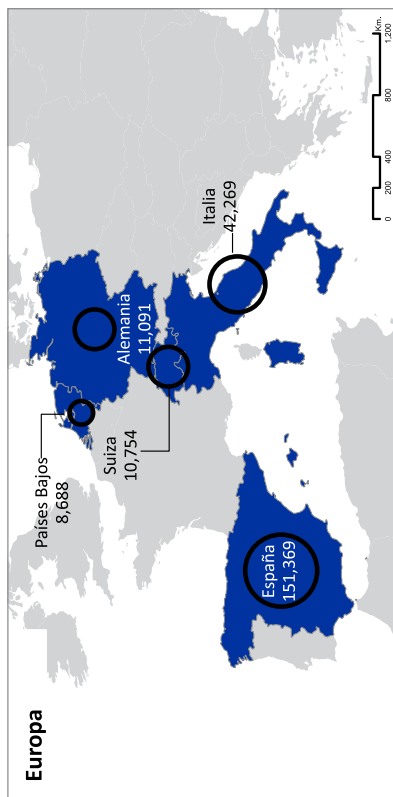 Europa
Países Bajos
8,688
Alemania
11,091
Suiza
10,754
Italia
42,269
España
151,369
0 200 400 800 1,200
Km.